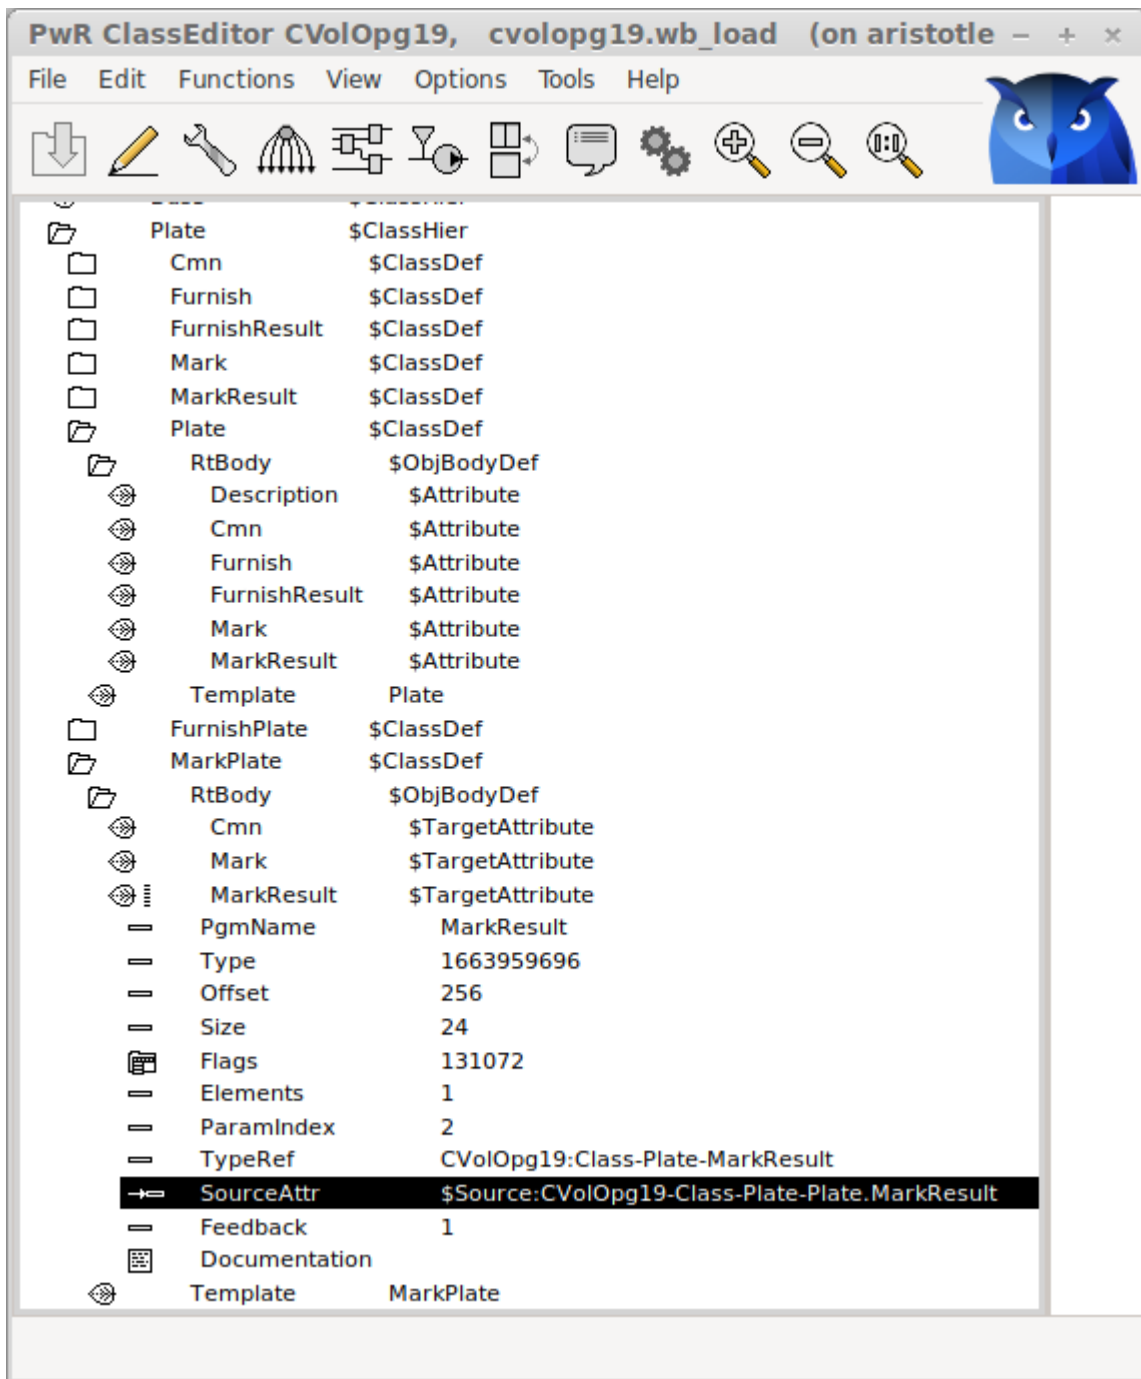 PwR ClassEditor CVolOpg19, cvolopg19.wb_load (on aristotle
File Edit Functions View Options Tools Help
Plate $ClassHier
Cmn $ClassDef
Furnish $ClassDef
FurnishResult $ClassDef
Mark $ClassDef
MarkResult $ClassDef
Plate $ClassDef
RtBody $ObjBodyDef
Description $Attribute
Cmn $Attribute
Furnish $Attribute
FurnishResult $Attribute
Mark $Attribute
MarkResult $Attribute
Template Plate
FurnishPlate $ClassDef
MarkPlate $ClassDef
RtBody $ObjBodyDef
Cmn $TargetAttribute
Mark $TargetAttribute
MarkResult $TargetAttribute
PgmName MarkResult
Type 1663959696
Offset 256
Size 24
Flags 131072
Elements 1
ParamIndex 2
TypeRef CVolOpg19:Class-Plate-MarkResult
SourceAttr $Source:CVolOpg19-Class-Plate-Plate.MarkResult
Feedback 1
Documentation
Template MarkPlate